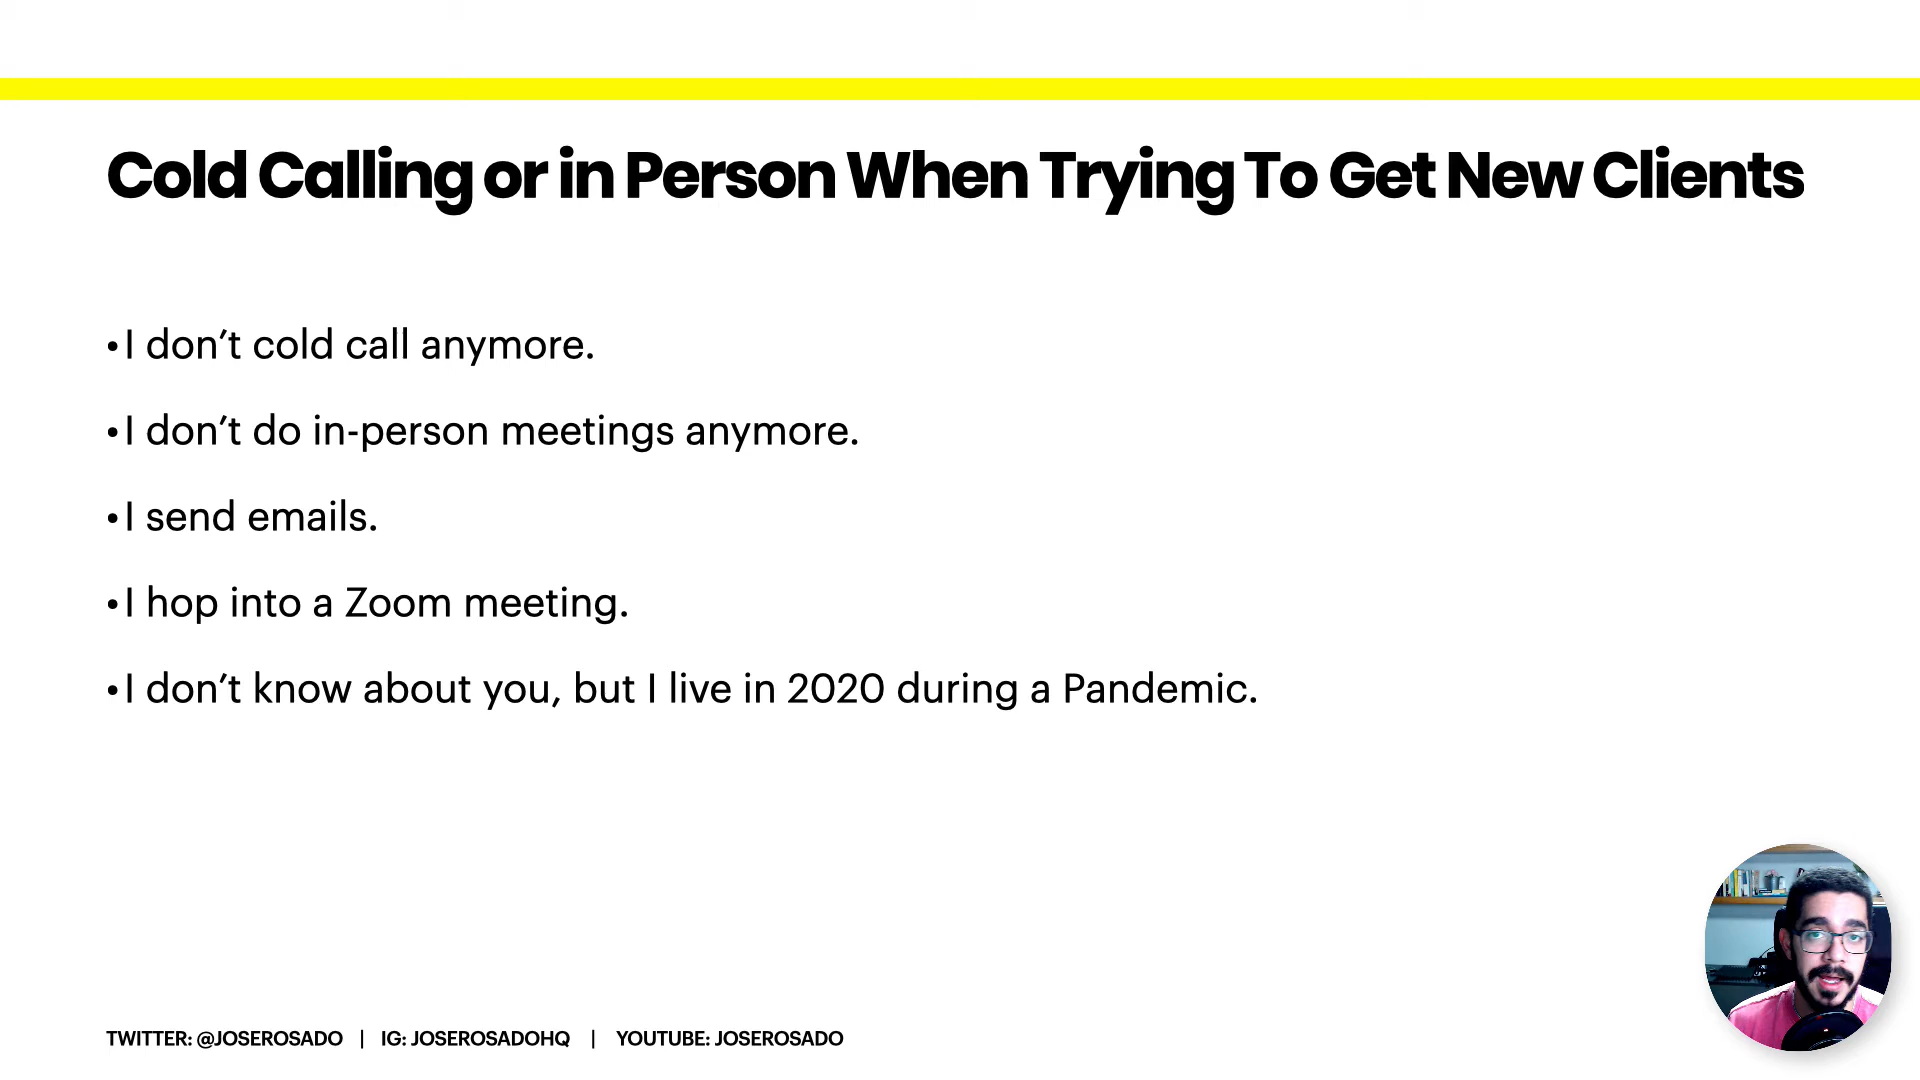 Cold Calling or in Person When Trying To Get New Clients
• I don’t cold call anymore.
• I don’t do in-person meetings anymore.
• I send emails.
• I hop into a Zoom meeting.
• I don’t know about you, but I live in 2020 during a Pandemic.
TWITTER: @JOSEROSADO | IG: JOSEROSADOHQ | YOUTUBE: JOSEROSADO